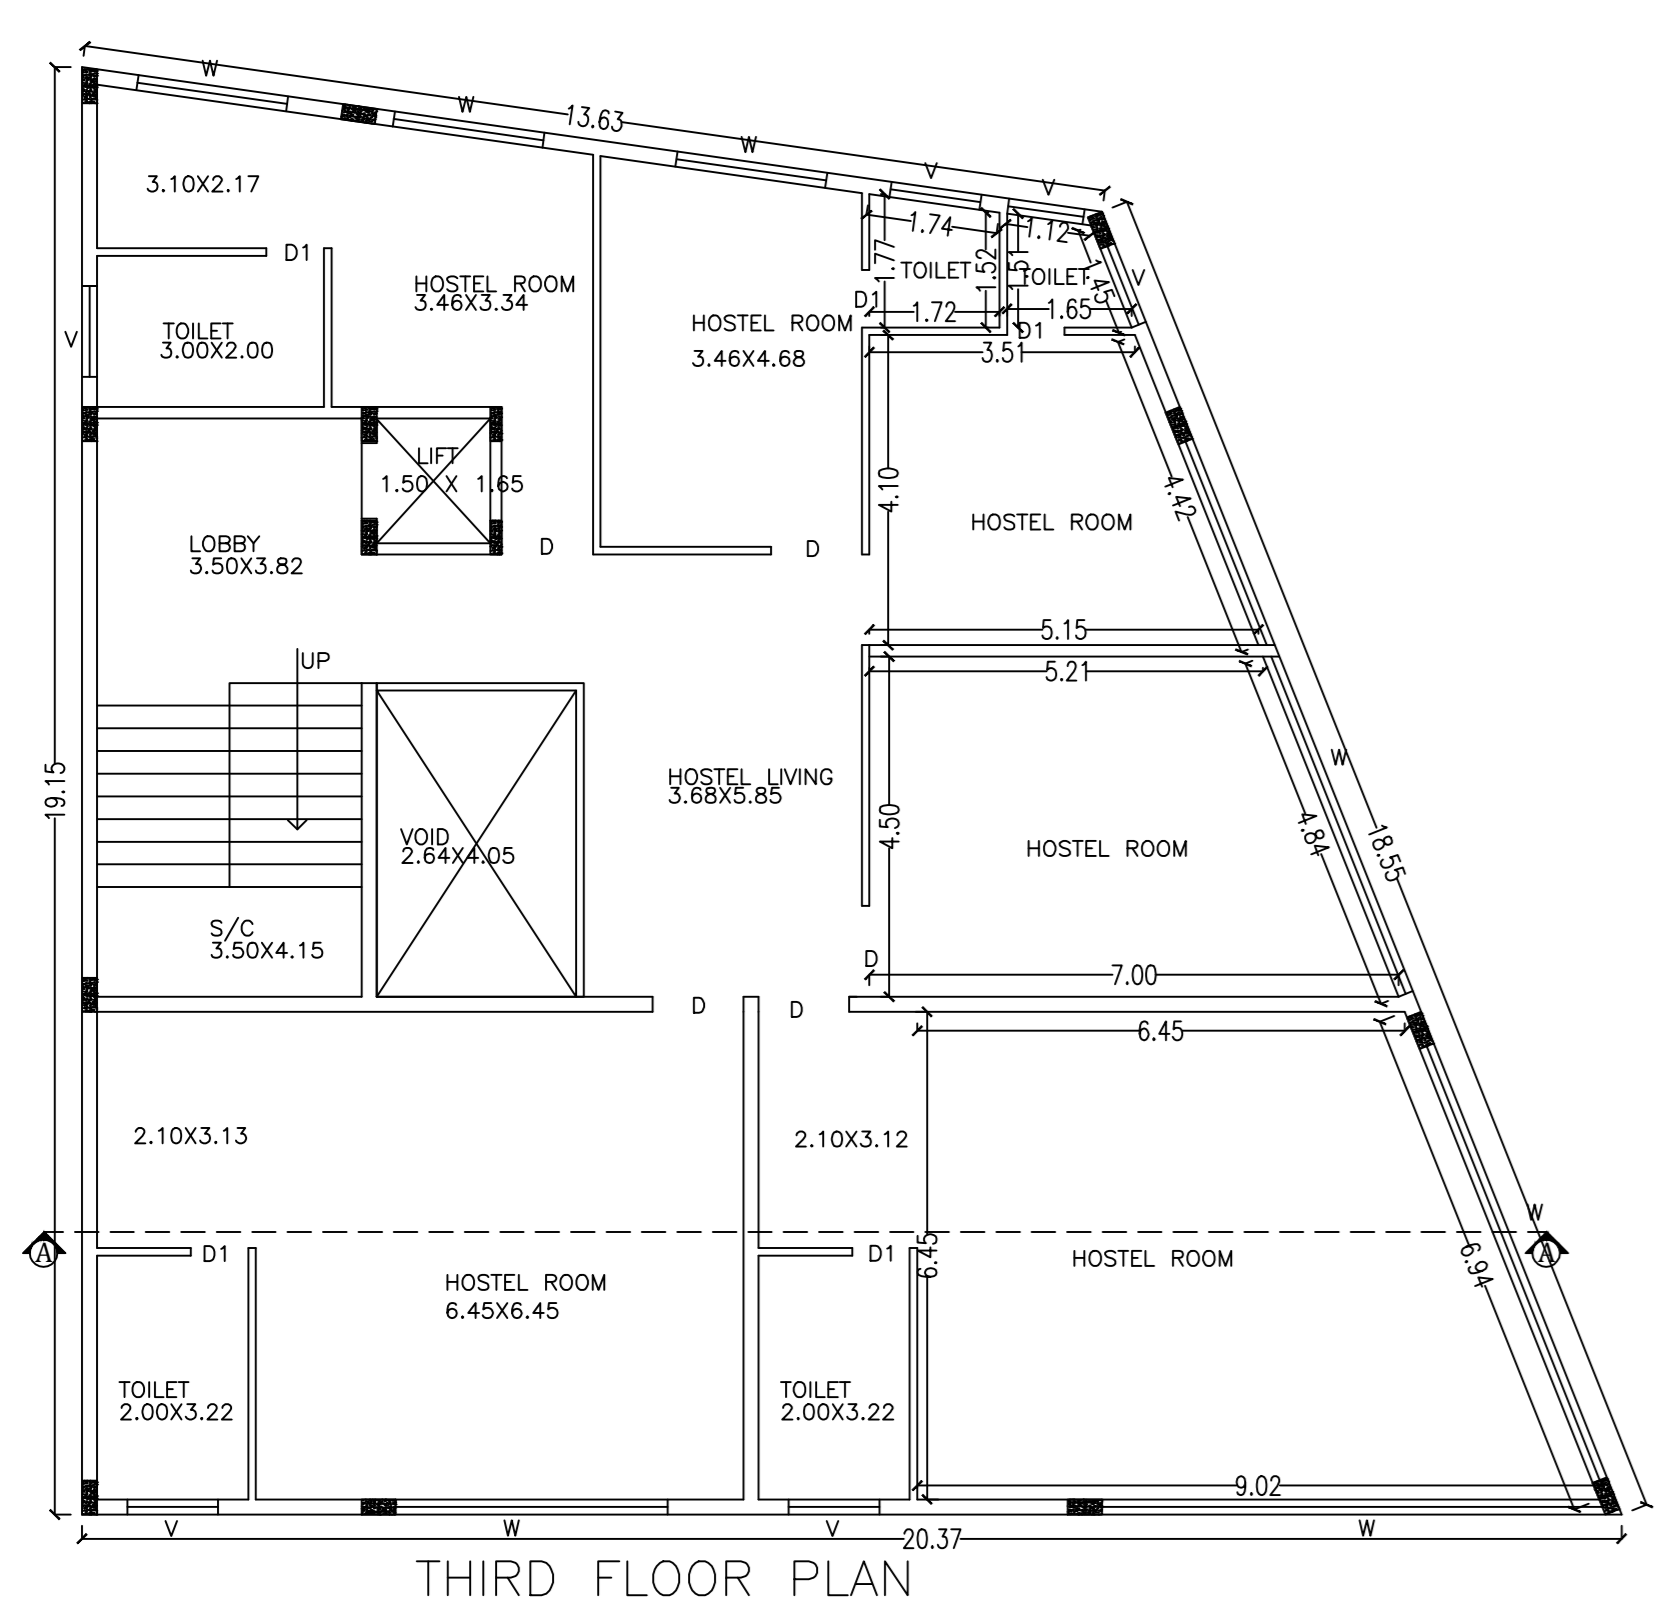 W
W
13.63
W
V
V
3.10X2.17
1.74
1.12
D1
1.77
TOILET
1.52
1.51
TOILET
1.45
V
HOSTEL ROOM
3.46X3.34
D1
1.72
1.65
V
TOILET
3.00X2.00
HOSTEL ROOM
3.46X4.68
D1
3.51
LIFT
1.50 X 1.65
4.10
4.42
HOSTEL ROOM
LOBBY
3.50X3.82
D
D
UP
5.15
5.21
19.15
HOSTEL LIVING
3.68X5.85
W
VOID
2.64X4.05
4.50
HOSTEL ROOM
4.84
18.55
S/C
3.50X4.15
D
7.00
D
D
6.45
2.10X3.13
2.10X3.12
W
A
D1
D1
6.45
HOSTEL ROOM
6.94
A
HOSTEL ROOM
6.45X6.45
TOILET
2.00X3.22
TOILET
2.00X3.22
9.02
V
W
V
W
20.37
THIRD FLOOR PLAN